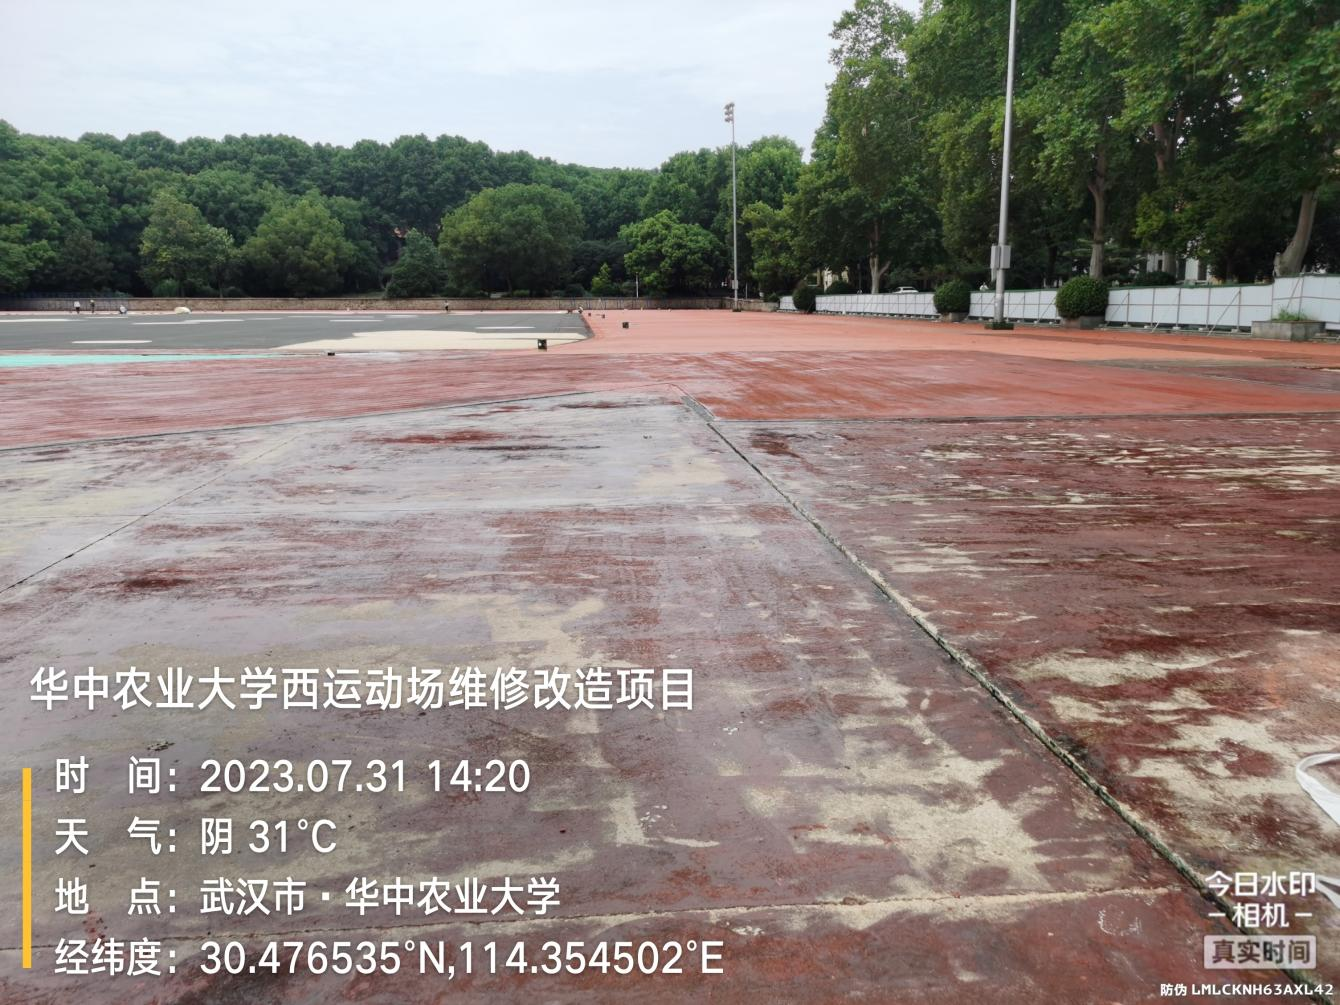 华中农业大学西运动场维修改造项目
时 间：2023.07.31 14:20
天 气：阴 31℃
地 点：武汉市·华中农业大学
经纬度：30.476535°N,114.354502°E
今日水印
相机
真实时间
防伪 LMLCKNH63AXL42